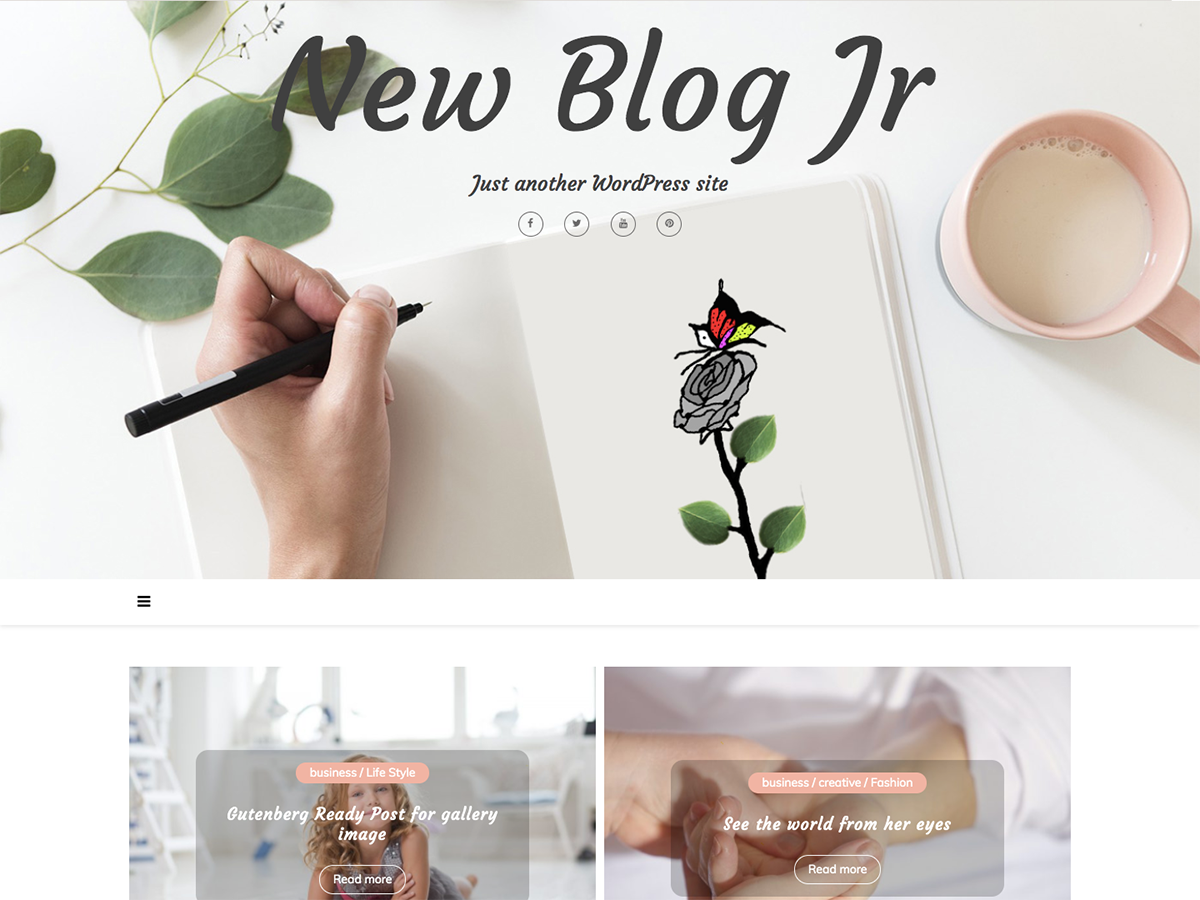 New Blog Jr
Just another WordPress site
business / Life Style
Gutenberg Ready Post for gallery
image
Read more
business / creative / Fashion
See the world from her eyes
Read more